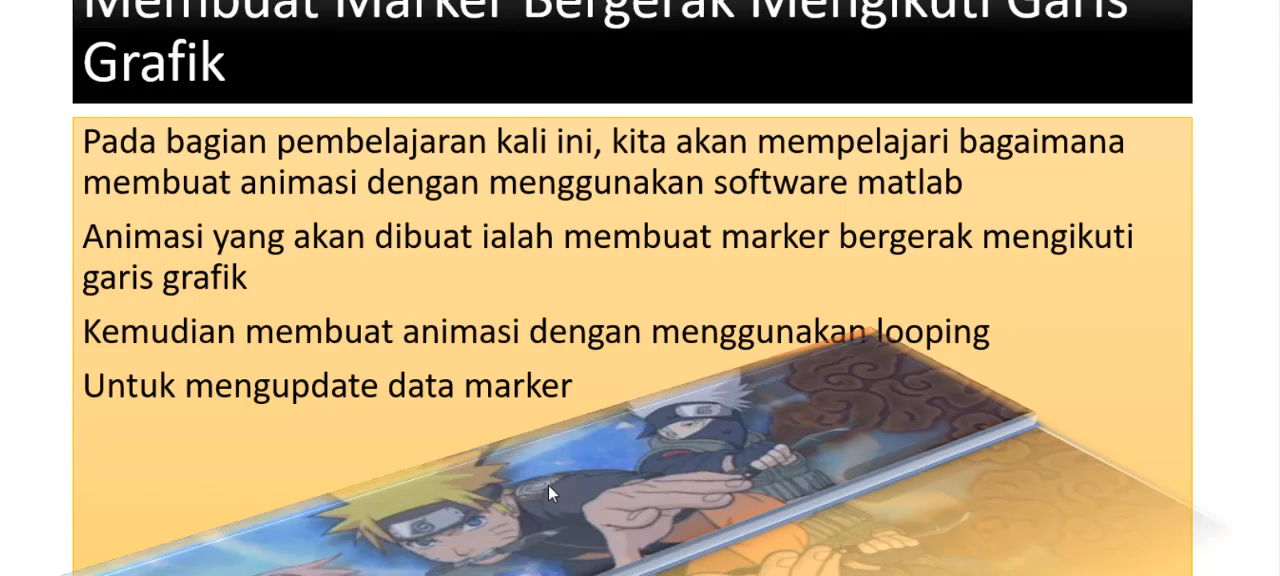 Membuat Marker Bergerak Mengikuti Garis
Grafik
Pada bagian pembelajaran kali ini, kita akan mempelajari bagaimana
membuat animasi dengan menggunakan software matlab
Animasi yang akan dibuat ialah membuat marker bergerak mengikuti
garis grafik
Kemudian membuat animasi dengan menggunakan looping
Untuk mengupdate data marker